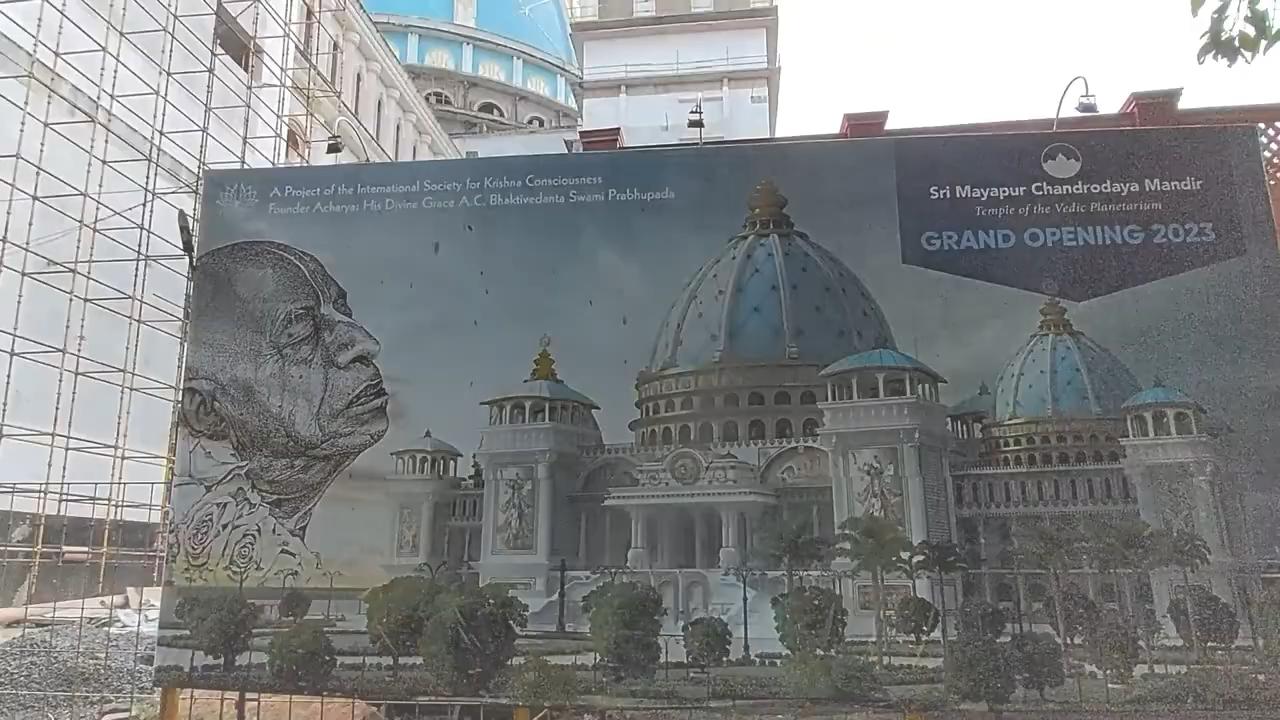 A Project of the International Society for Krishna Consciousness
Founder Acharya: His Divine Grace A.C. Bhaktivedanta Swami Prabhupada
Sri Mayapur Chandrodaya Mandir
Temple of the Vedic Planetarium
GRAND OPENING 2023